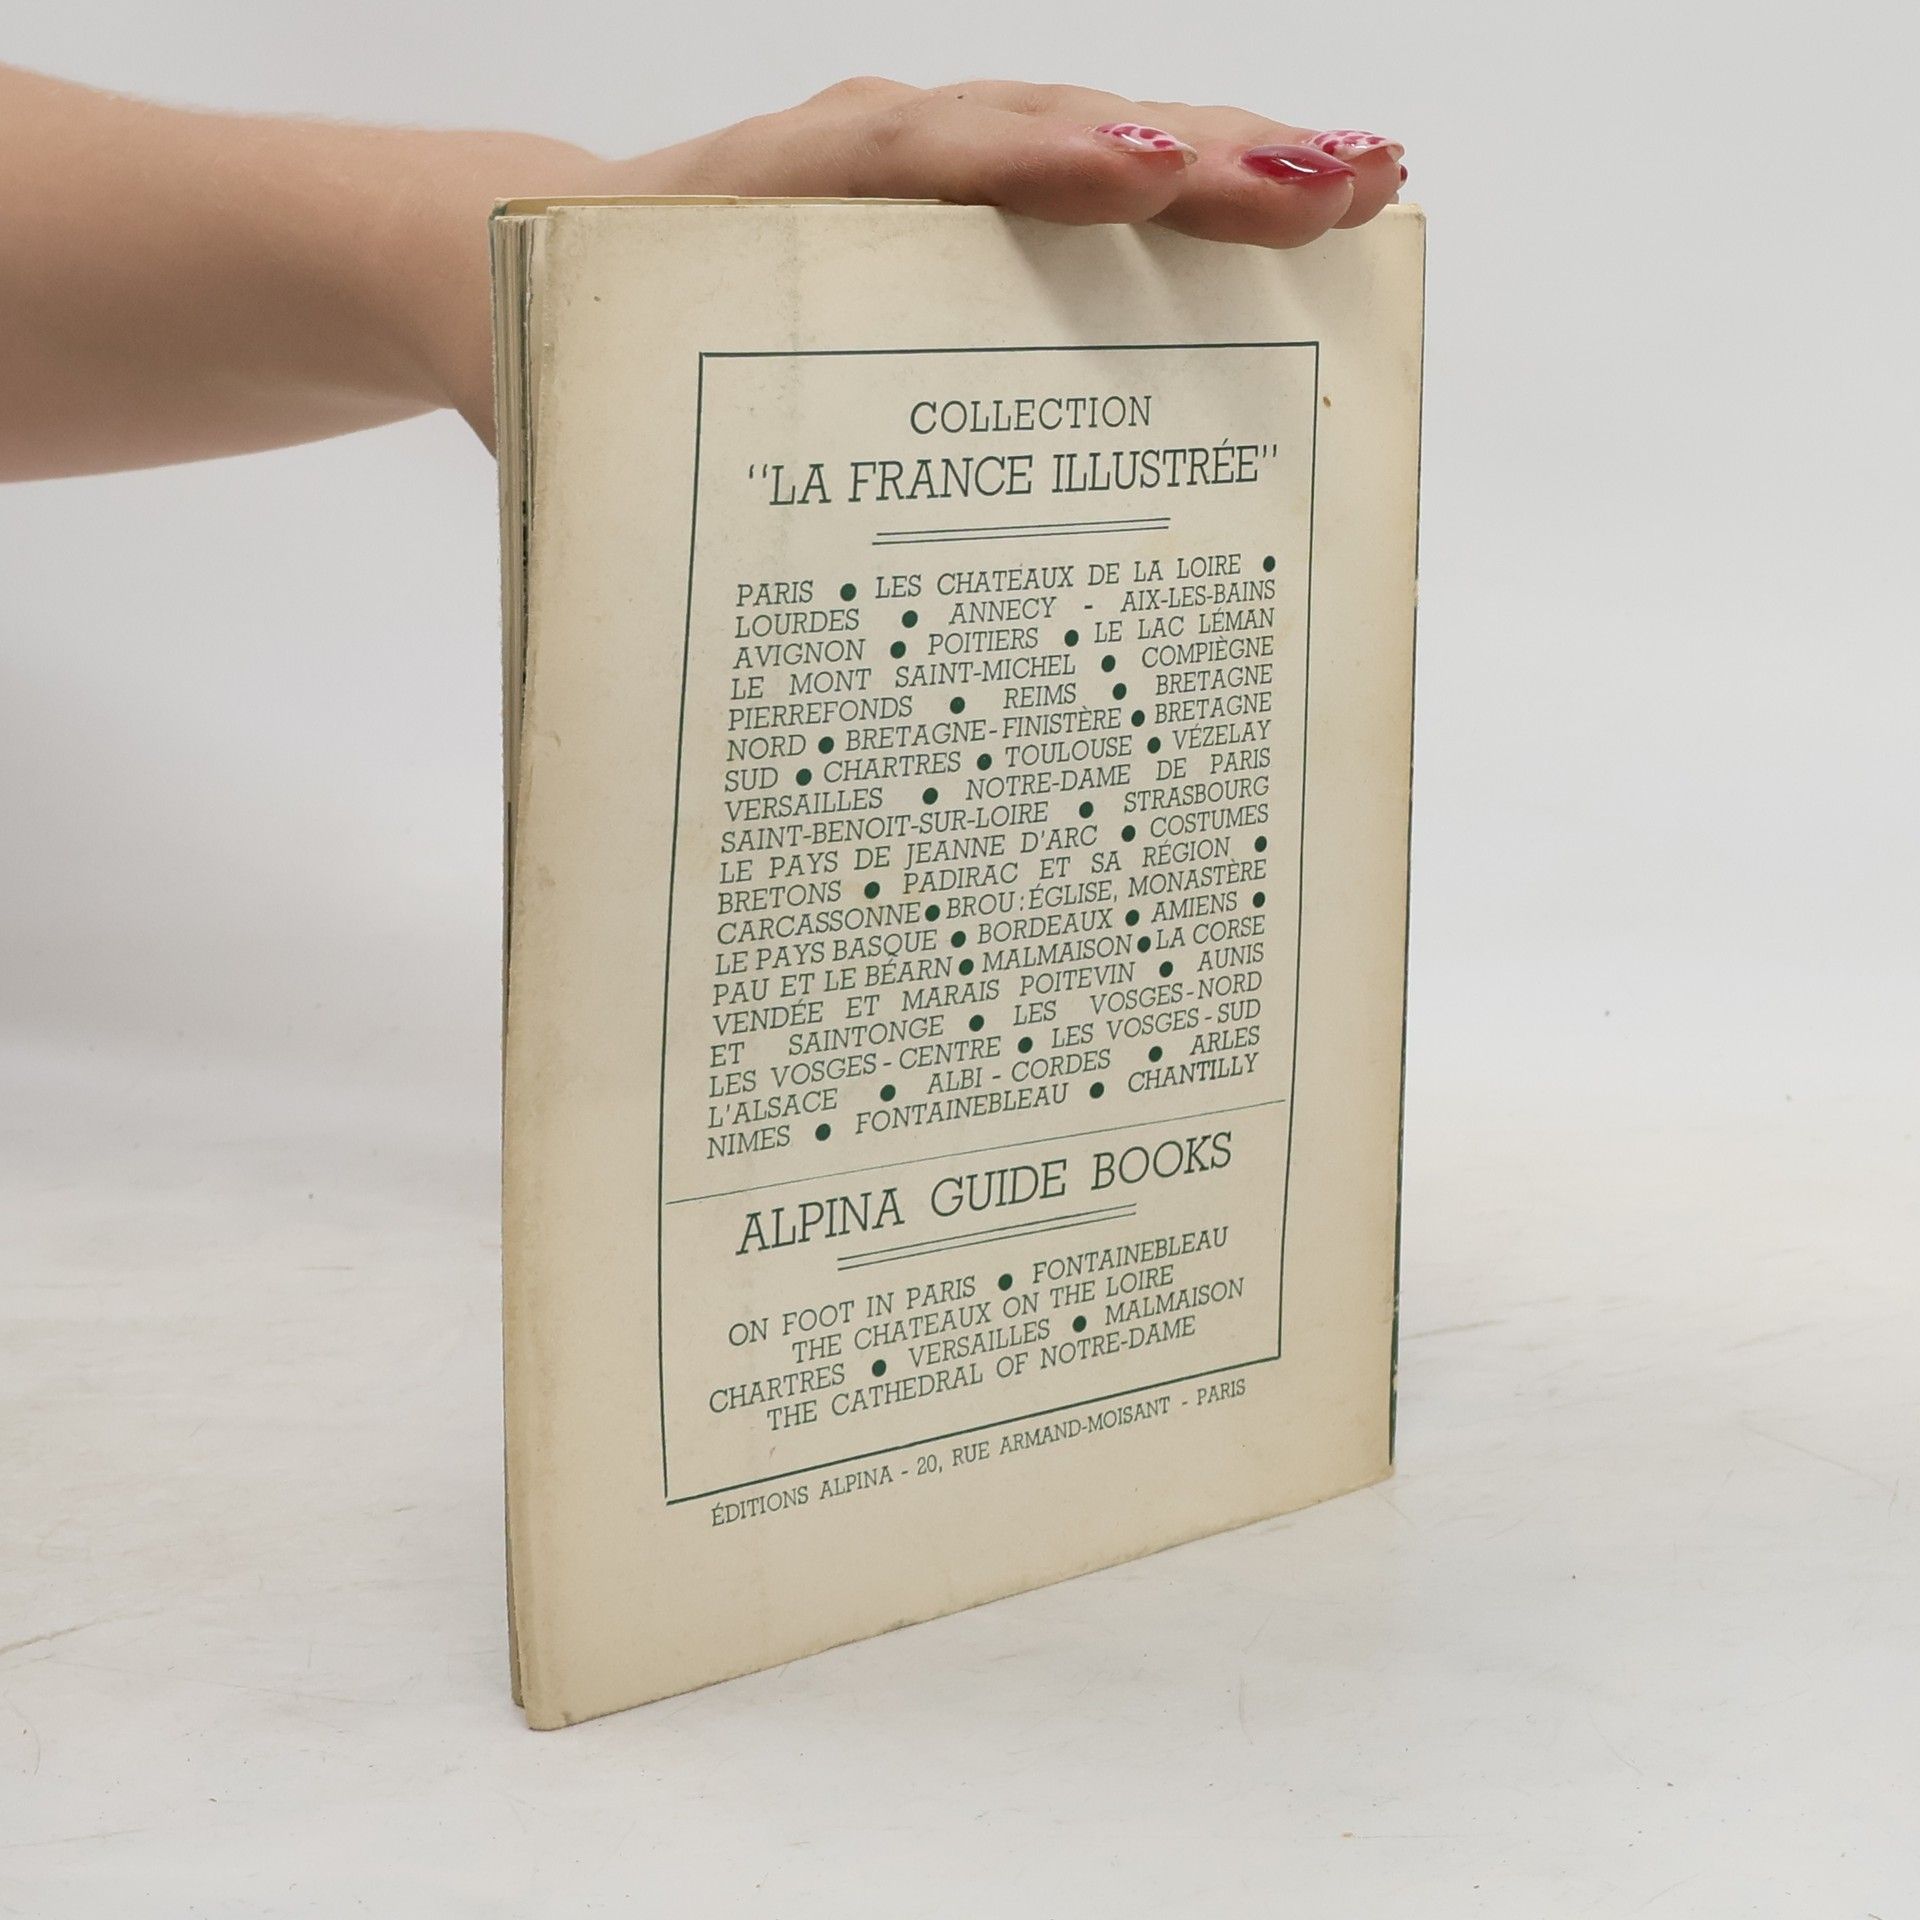 COLLECTION
"LA FRANCE ILLUSTRÉE"
PARIS ● LES CHATEAUX DE LA LOIRE ●
LOURDES ● ANNECY - AIX-LES-BAINS
AVIGNON ● POITIERS ● LE LAC LÉMAN
LE MONT SAINT-MICHEL ● COMPIÈGNE
PIERREFONDS ● REIMS ● BRETAGNE
NORD ● BRETAGNE-FINISTÈRE ● BRETAGNE
SUD ● CHARTRES ● TOULOUSE ● VÉZELAY
VERSAILLES ● NOTRE-DAME DE PARIS
SAINT-BENOIT-SUR-LOIRE ● STRASBOURG
LE PAYS DE JEANNE D'ARC ● COSTUMES
BRETONS ● PADIRAC ET SA RÉGION ●
CARCASSONNE ● BROU : ÉGLISE, MONASTÈRE
LE PAYS BASQUE ● BORDEAUX ● AMIENS ●
PAU ET LE BÉARN ● MALMAISON ● LA CORSE
VENDÉE ET MARAIS POITEVIN ● AUNIS
ET SAINTONGE ● LES VOSGES-NORD
LES VOSGES-CENTRE ● LES VOSGES-SUD
L'ALSACE ● ALBI - CORDES ● ARLES
NIMES ● FONTAINEBLEAU ● CHANTILLY
ALPINA GUIDE BOOKS
ON FOOT IN PARIS ● FONTAINEBLEAU
THE CHATEAUX ON THE LOIRE
CHARTRES ● VERSAILLES ● MALMAISON
THE CATHEDRAL OF NOTRE-DAME
ÉDITIONS ALPINA - 20, RUE ARMAND-MOISANT - PARIS